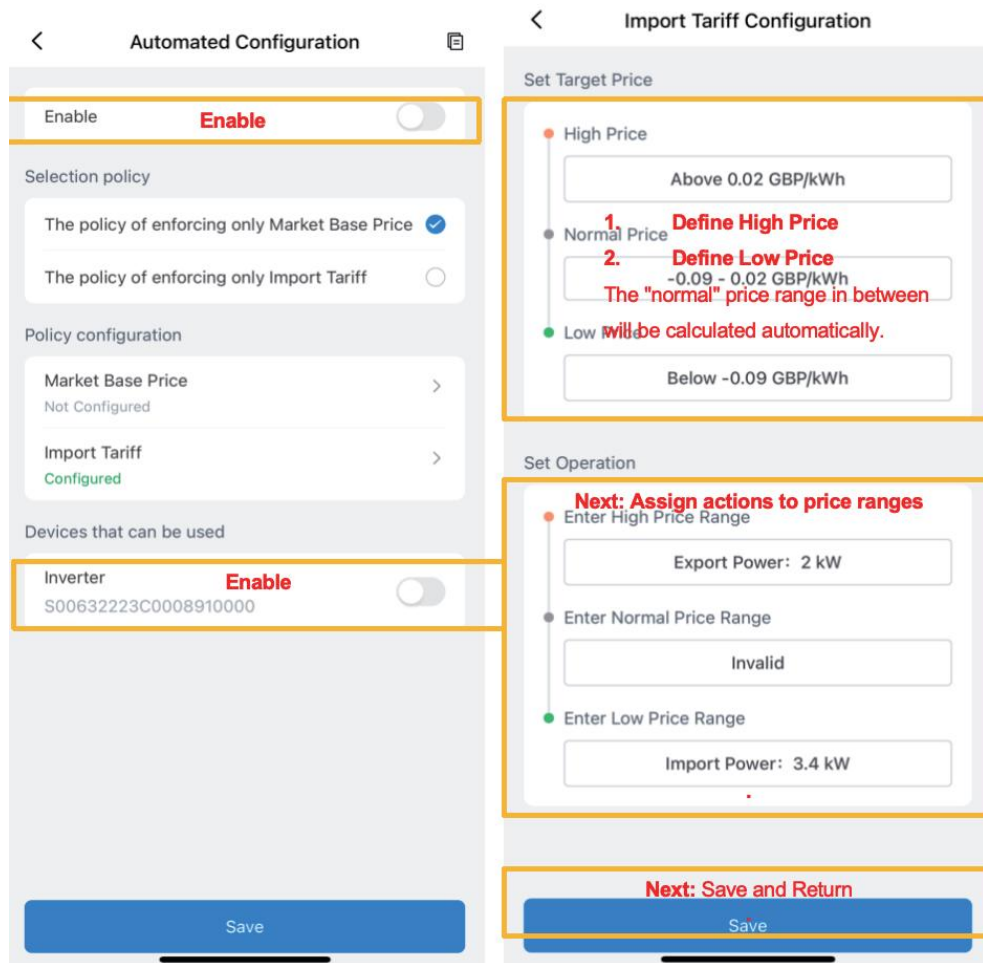 Automated Configuration
Enable
Enable
Selection policy
The policy of enforcing only Market Base Price
The policy of enforcing only Import Tariff
Policy configuration
Market Base Price
Not Configured
Import Tariff
Configured
Devices that can be used
Inverter
S00632223C0008910000
Enable
Save
Import Tariff Configuration
Set Target Price
High Price
Above 0.02 GBP/kWh
1. Define High Price
Normal Price
2. Define Low Price
-0.09 - 0.02 GBP/kWh
The "normal" price range in between
will be calculated automatically.
Low Price
Below -0.09 GBP/kWh
Set Operation
Next: Assign actions to price ranges
Enter High Price Range
Export Power: 2 kW
Enter Normal Price Range
Invalid
Enter Low Price Range
Import Power: 3.4 kW
Next: Save and Return
Save